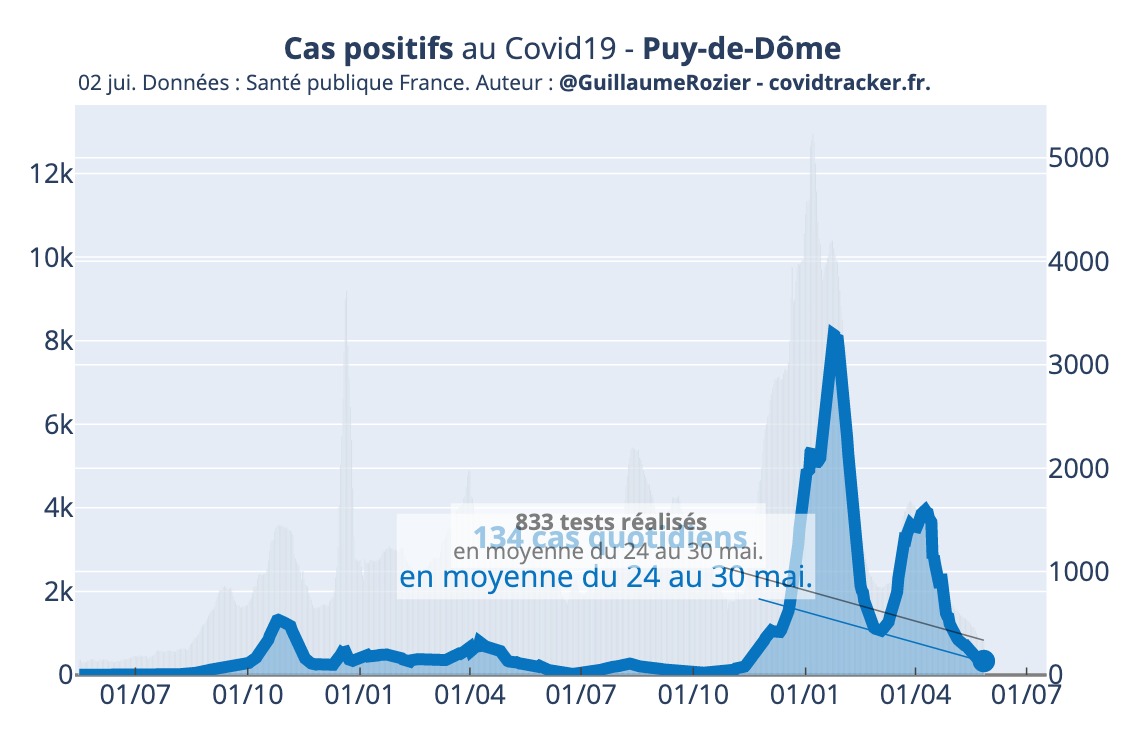 Cas positifs au Covid19 - Puy-de-Dôme
02 jui. Données : Santé publique France. Auteur : @GuillaumeRozier - covidtracker.fr.
12k
10k
8k
6k
4k
2k
0
5000
4000
3000
2000
1000
0
833 tests réalisés
134 cas quotidiens
en moyenne du 24 au 30 mai.
en moyenne du 24 au 30 mai.
01/07 01/10 01/01 01/04 01/07 01/10 01/01 01/04 01/07